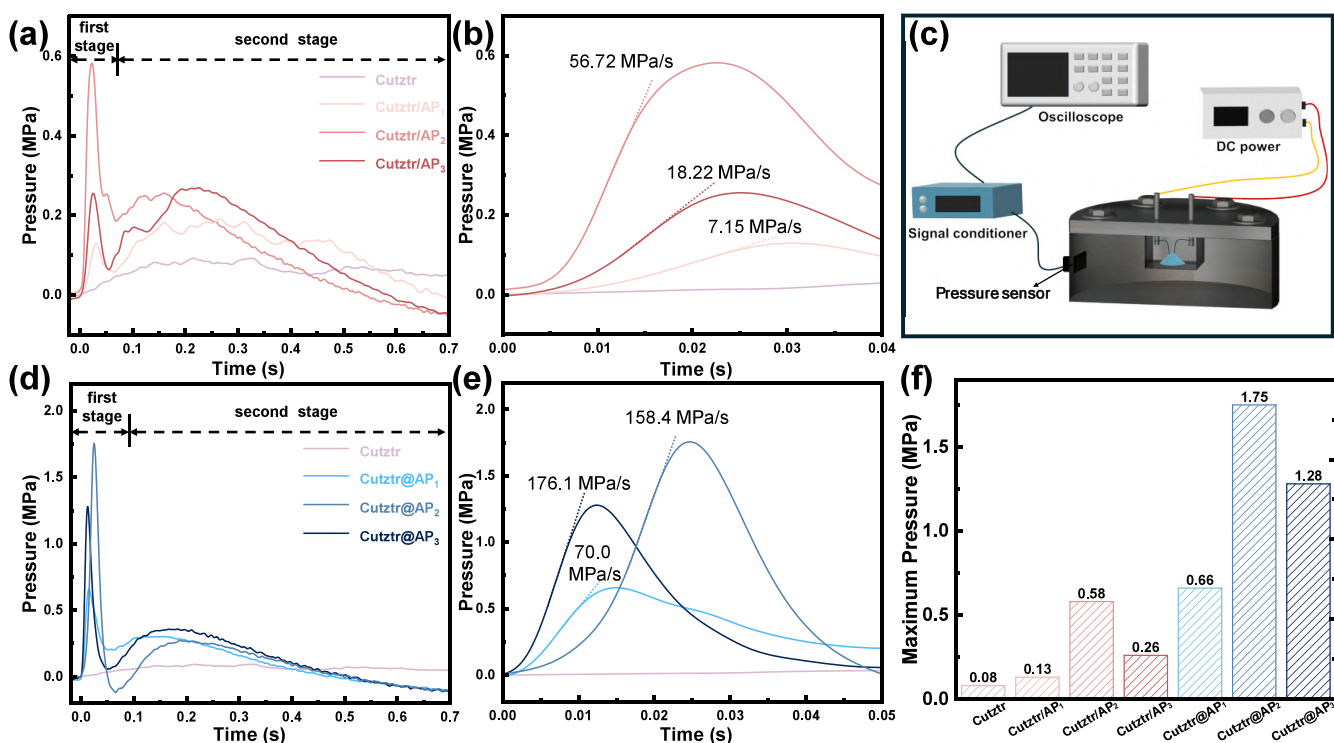 (a)
first
stage
second stage
Cutztr
Cutztr/AP₁
Cutztr/AP₂
Cutztr/AP₃
0.6
0.4
0.2
0.0
Pressure (MPa)
0.0 0.1 0.2 0.3 0.4 0.5 0.6 0.7
Time (s)
(b)
56.72 MPa/s
18.22 MPa/s
7.15 MPa/s
0.6
0.4
0.2
0.0
Pressure (MPa)
0.00 0.01 0.02 0.03 0.04
Time (s)
(c)
Oscilloscope
DC power
Signal conditioner
Pressure sensor
(d)
first
stage
second stage
Cutztr
Cutztr@AP₁
Cutztr@AP₂
Cutztr@AP₃
2.0
1.5
1.0
0.5
0.0
Pressure (MPa)
0.0 0.1 0.2 0.3 0.4 0.5 0.6 0.7
Time (s)
(e)
158.4 MPa/s
176.1 MPa/s
70.0
MPa/s
2.0
1.5
1.0
0.5
0.0
Pressure (MPa)
0.00 0.01 0.02 0.03 0.04 0.05
Time (s)
(f)
1.75
1.28
0.66
0.58
0.26
0.13
0.08
1.5
1.0
0.5
0.0
Maximum Pressure (MPa)
Cutztr Cutztr/AP₁ Cutztr/AP₂ Cutztr/AP₃ Cutztr@AP₁ Cutztr@AP₂ Cutztr@AP₃